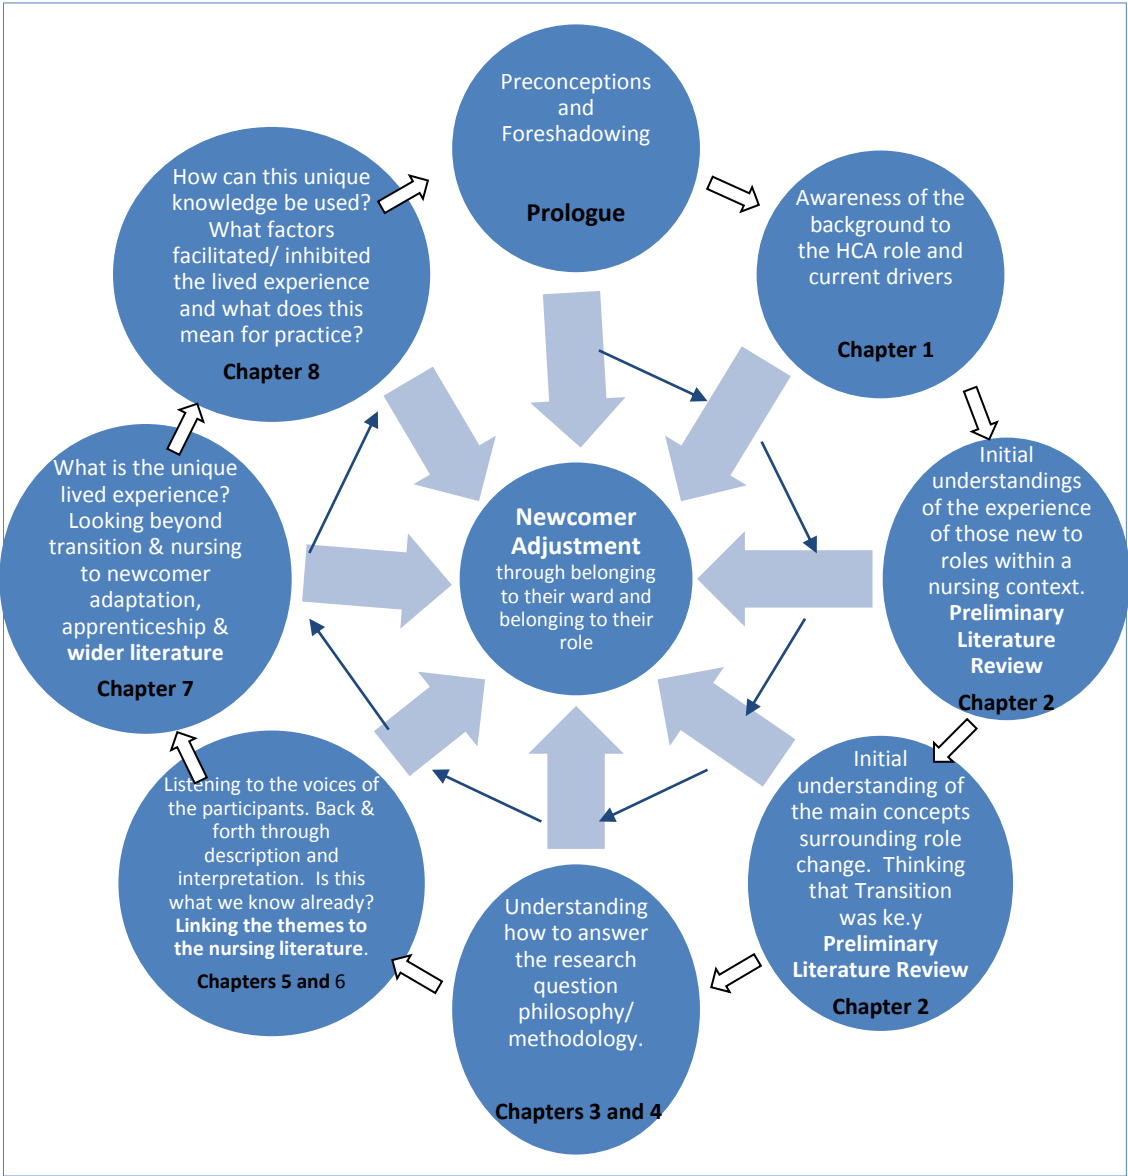 Preconceptions
and
Foreshadowing
Prologue
Awareness of the
background to
the HCA role and
current drivers
Chapter 1
Initial
understandings
of the experience
of those new to
roles within a
nursing context.
Preliminary
Literature
Review
Chapter 2
Initial
understanding of
the main concepts
surrounding role
change. Thinking
that Transition
was ke.y
Preliminary
Literature Review
Chapter 2
Understanding
how to answer
the research
question
philosophy/
methodology.
Chapters 3 and 4
Listening to the voices of
the participants. Back &
forth through
description and
interpretation. Is this
what we know already?
Linking the themes to
the nursing literature.
Chapters 5 and 6
What is the unique
lived experience?
Looking beyond
transition & nursing
to newcomer
adaptation,
apprenticeship &
wider literature
Chapter 7
How can this unique
knowledge be used?
What factors
facilitated/ inhibited
the lived experience
and what does this
mean for practice?
Chapter 8
Newcomer
Adjustment
through belonging
to their ward and
belonging to their
role